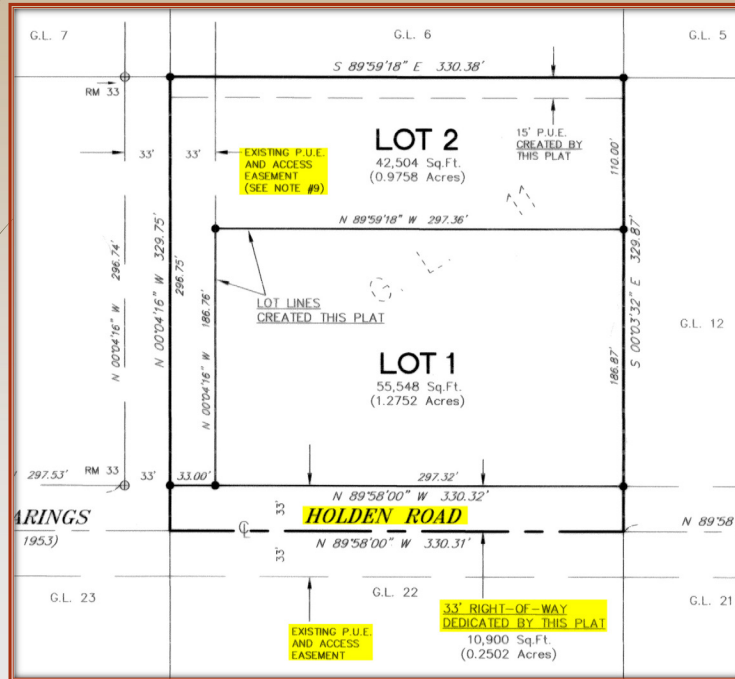 G.L. 7
G.L. 6
G.L. 5
S 89°59'18" E 330.38'
RM 33
33'
33'
EXISTING P.U.E.
AND ACCESS
EASEMENT
(SEE NOTE #9)
LOT 2
42,504 Sq.Ft.
(0.9758 Acres)
15' P.U.E.
CREATED BY
THIS PLAT
110.00'
N 89°59'18" W 297.36'
G. L. 11
N 00°04'16" W 296.74'
N 00°04'16" W 329.75'
296.75'
N 00°04'16" W 186.76'
LOT LINES
CREATED THIS PLAT
S 00°03'32" E 329.87'
186.87'
G.L. 12
LOT 1
55,548 Sq.Ft.
(1.2752 Acres)
297.53'
RM 33
33'
33.00'
297.32'
N 89°58'00" W 330.32'
33'
HOLDEN ROAD
ARINGS
1953)
CL
N 89°58'00" W 330.31'
33'
N 89°58
G.L. 23
G.L. 22
G.L. 21
EXISTING P.U.E.
AND ACCESS
EASEMENT
33' RIGHT-OF-WAY
DEDICATED BY THIS PLAT
10,900 Sq.Ft.
(0.2502 Acres)